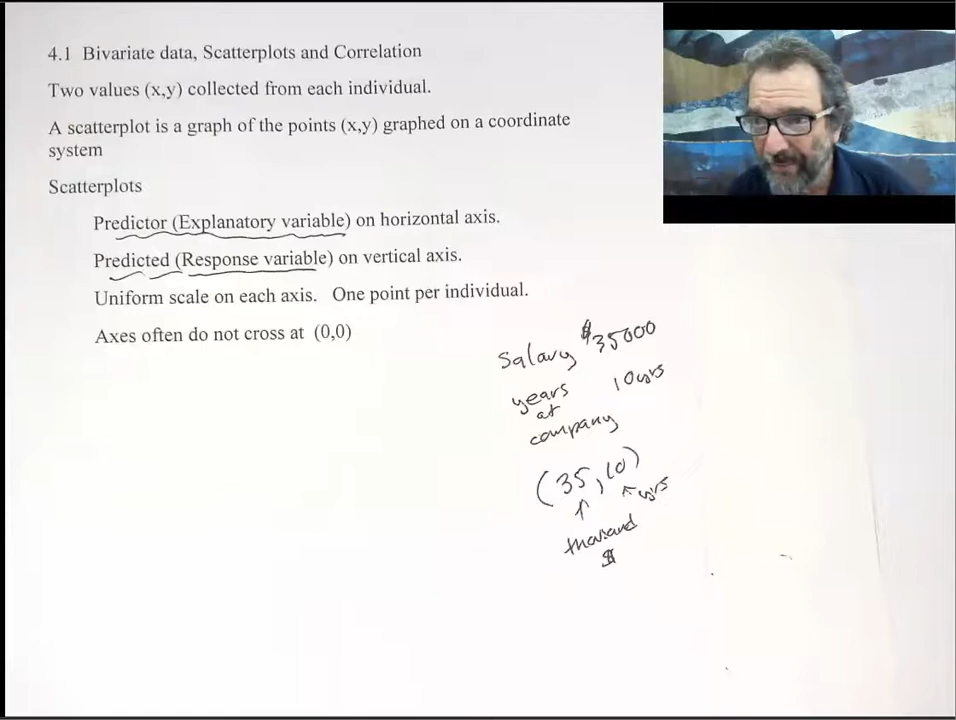 4.1 Bivariate data, Scatterplots and Correlation
Two values (x,y) collected from each individual.
A scatterplot is a graph of the points (x,y) graphed on a coordinate
system
Scatterplots
Predictor (Explanatory variable) on horizontal axis.
Predicted (Response variable) on vertical axis.
Uniform scale on each axis. One point per individual.
Axes often do not cross at (0,0)
Salary $35000
years 10yrs
at
company
(35,10)
↑ ↖ yrs
thousand
$